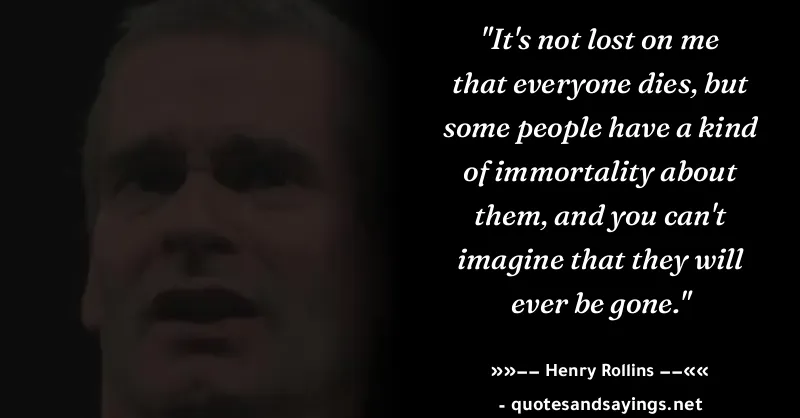 "It's not lost on me
that everyone dies, but
some people have a kind
of immortality about
them, and you can't
imagine that they will
ever be gone."
»»−− Henry Rollins −−««
- quotesandsayings.net